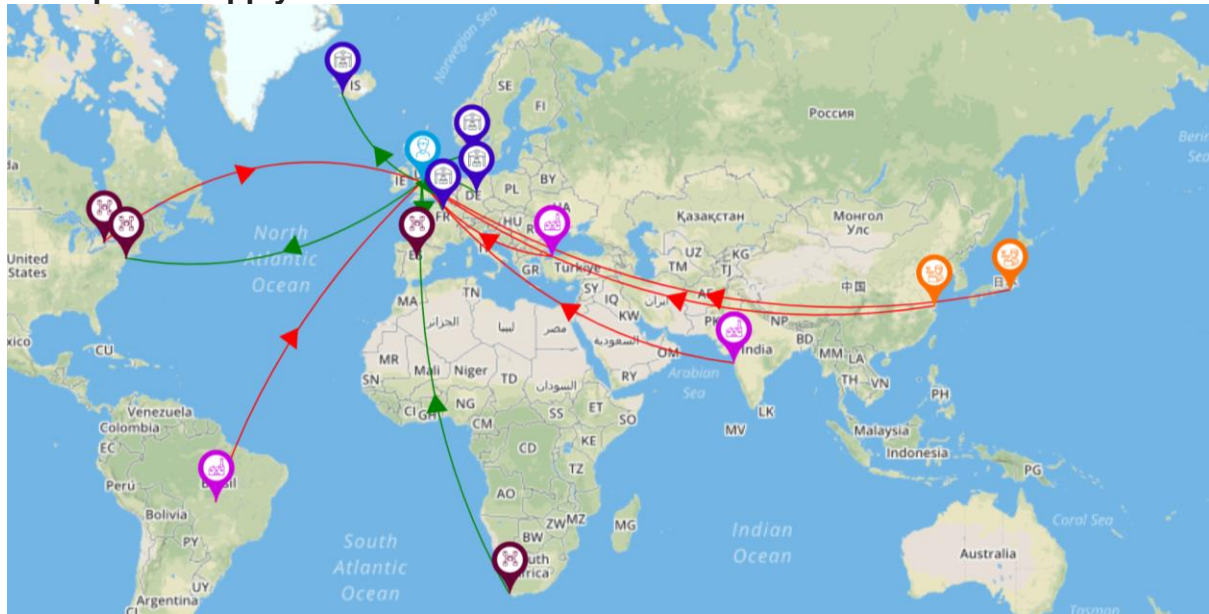 Norwegian Sea
IS
SE
FI
Россия
IE
DE
PL
BY
FR
HU
North
Atlantic
Ocean
United
States
ES
GR
Türkiye
Қазақстан
Монгол
Улс
UZ
KG
TM
TJ
中国
MA
TN
SY
IQ
ایران
AF
PK
NP
KW
CU
الجزائر
ليبيا
مصر
السعودية
BD
India
OM
MR
Mali
Niger
TD
السودان
RY
Arabian
Sea
MM
LA
TH
VN
SN
NG
CI
GH
CM
SS
ET
SO
LK
MV
PH
Venezuela
Colombia
EC
CD
KE
Malaysia
Indonesia
TZ
PG
Perú
Brasil
AO
Bolivia
ZW
MZ
MG
BW
PY
South
Atlantic
Ocean
Indian
Ocean
Coral Sea
Australia
UY
Argentina
Tasman